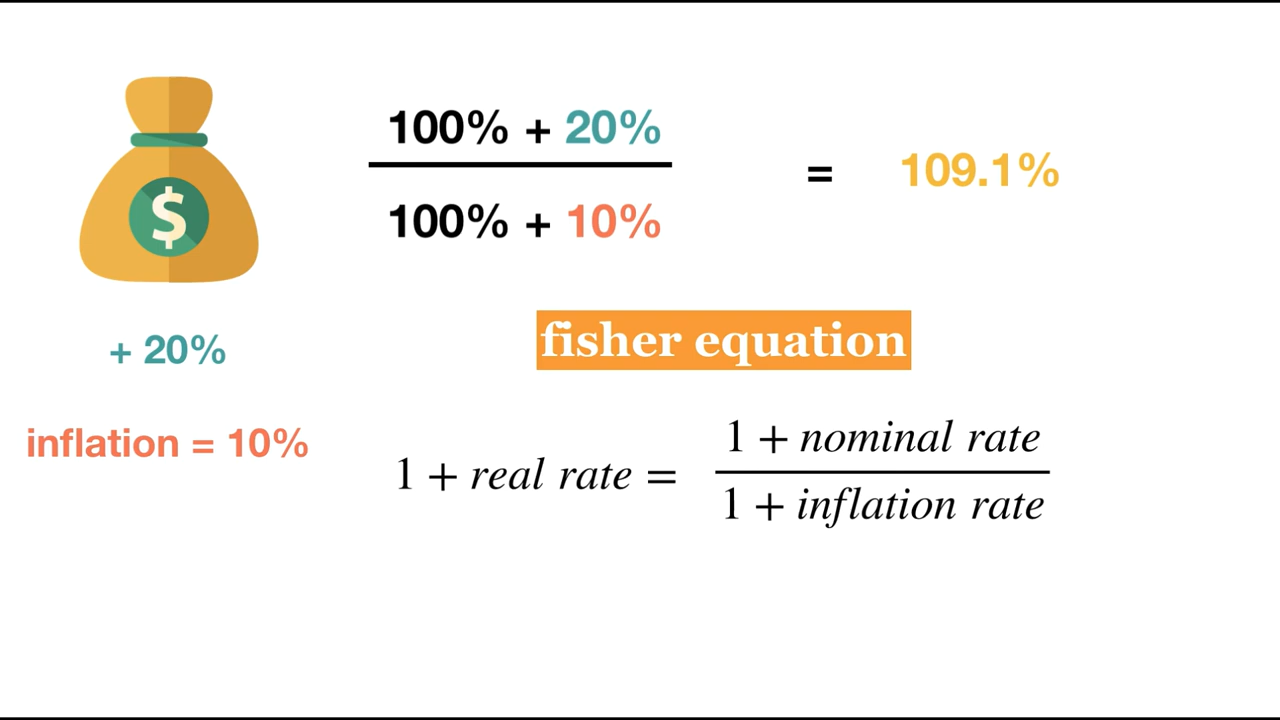 $
+ 20%
inflation = 10%
100% + 20%
100% + 10%
= 109.1%
fisher equation
1 + real rate =
1 + nominal rate
1 + inflation rate